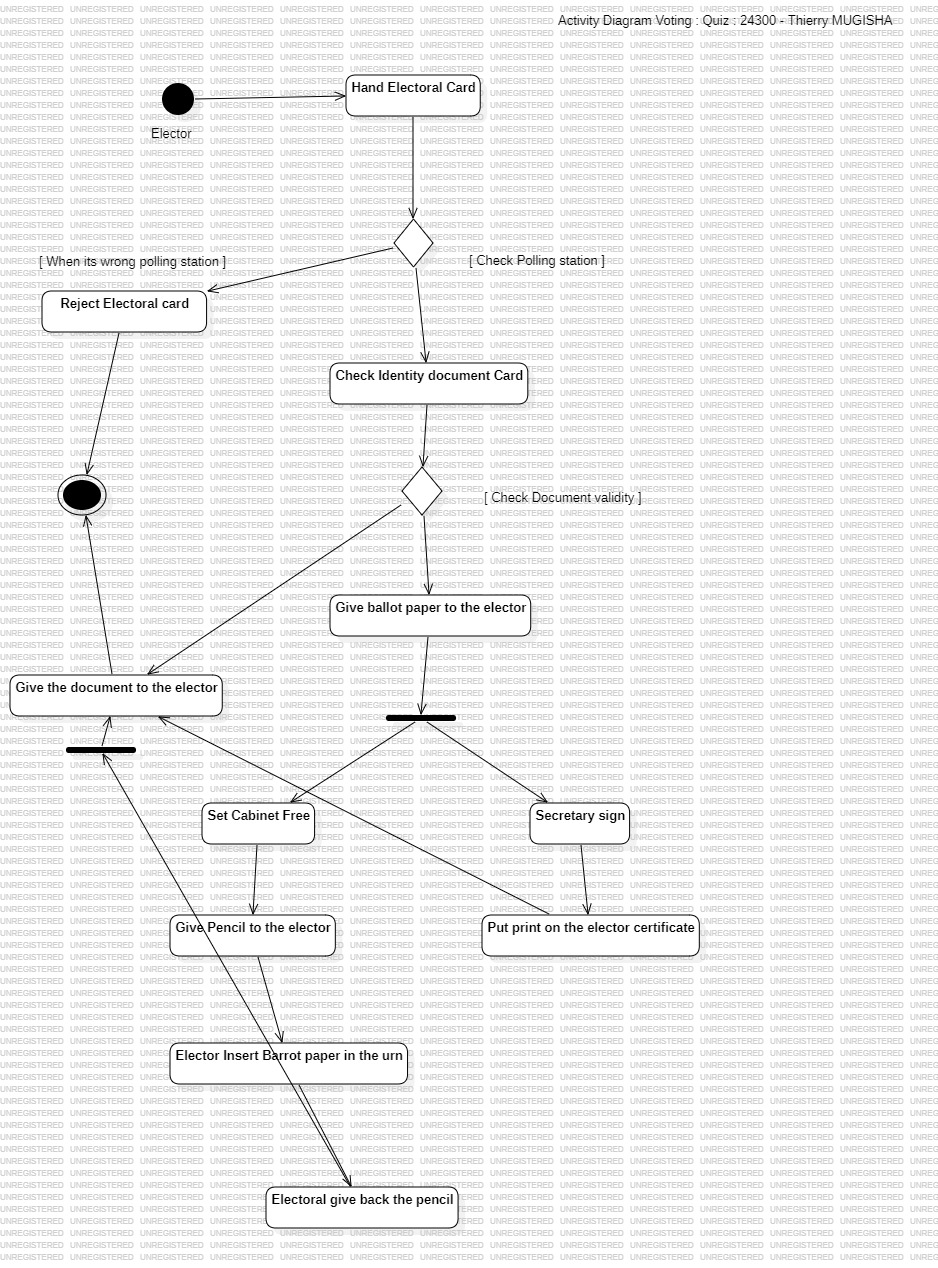 Activity Diagram Voting : Quiz : 24300 - Thierry MUGISHA
Hand Electoral Card
Elector
[ When its wrong polling station ]
[ Check Polling station ]
Reject Electoral card
Check Identity document Card
[ Check Document validity ]
Give ballot paper to the elector
Give the document to the elector
Set Cabinet Free
Secretary sign
Give Pencil to the elector
Put print on the elector certificate
Elector Insert Barrot paper in the urn
Electoral give back the pencil
UNREGISTERED